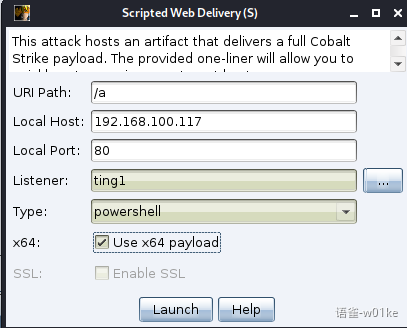 Scripted Web Delivery (S)
This attack hosts an artifact that delivers a full Cobalt
Strike payload. The provided one-liner will allow you to
URI Path: /a
Local Host: 192.168.100.117
Local Port: 80
Listener: ting1 ...
Type: powershell
x64: Use x64 payload
SSL: Enable SSL
Launch Help
语雀-w01ke